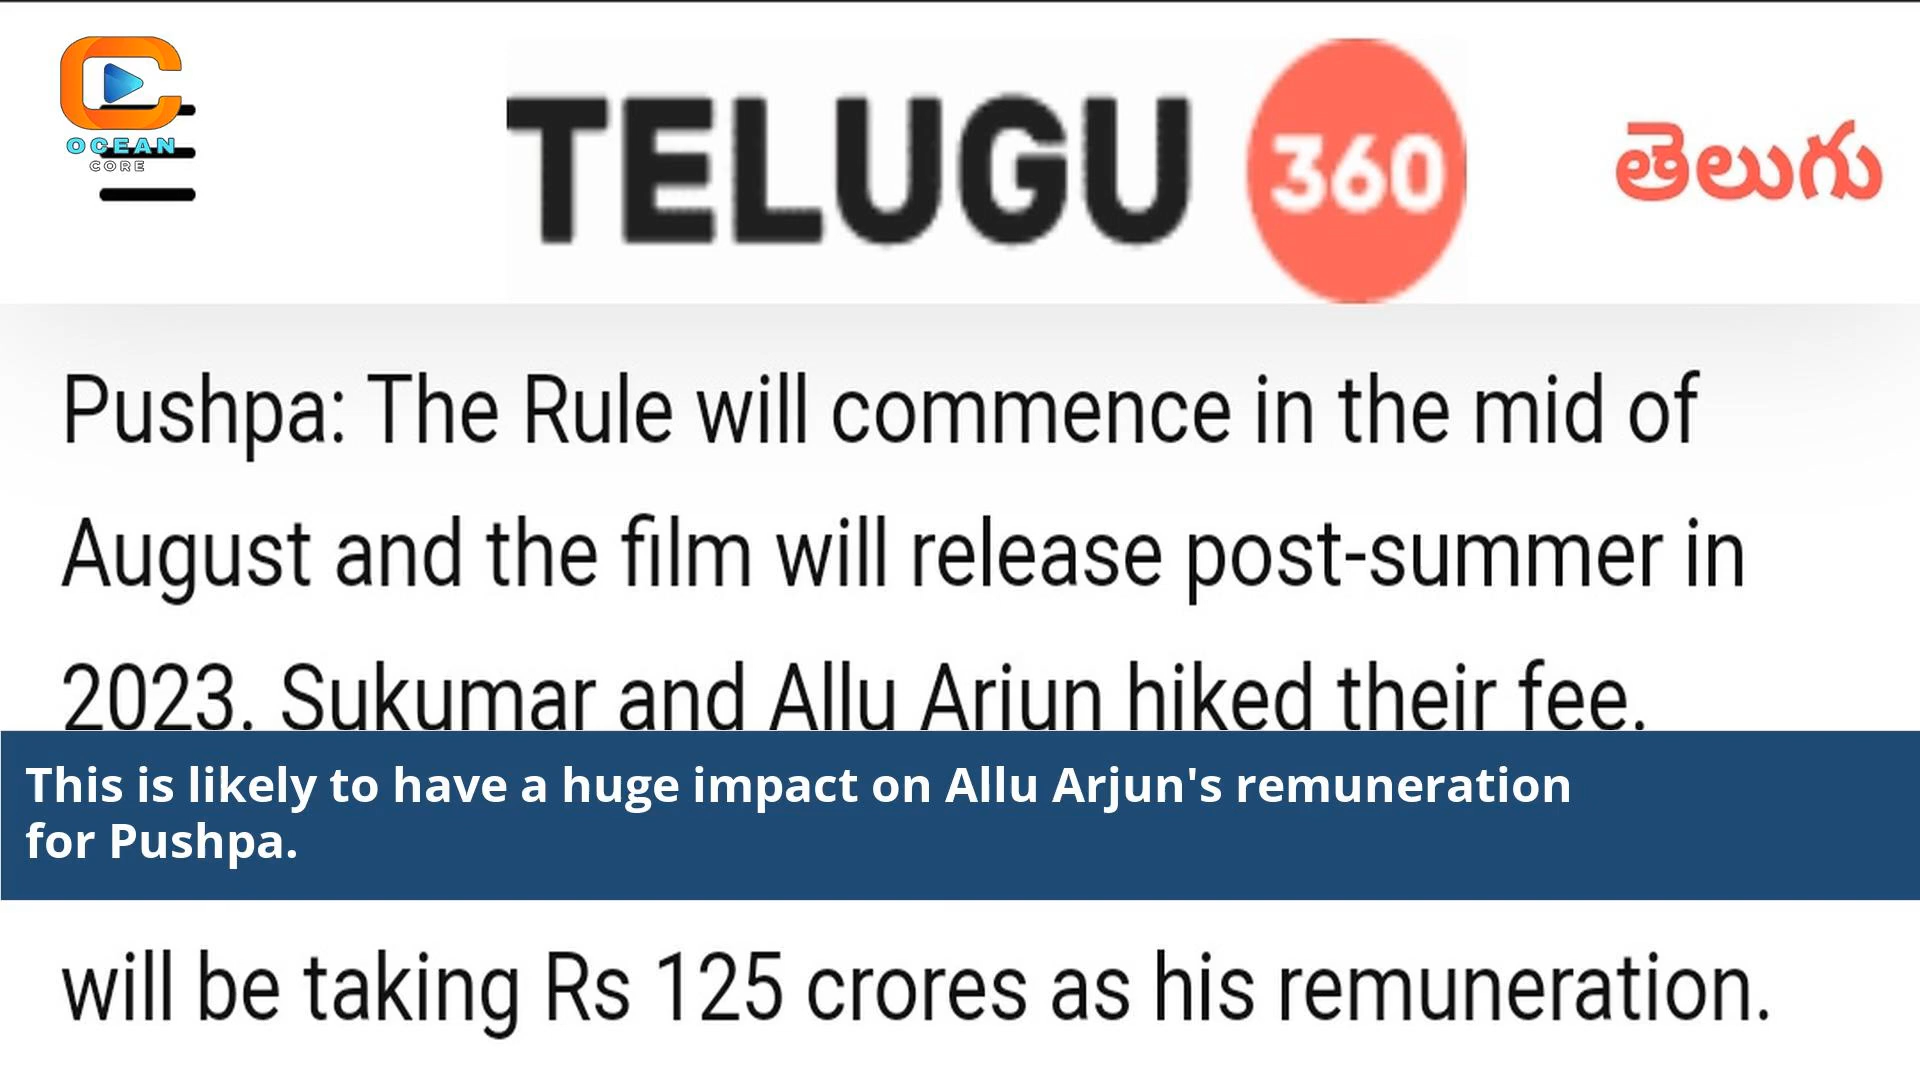 OCEAN
CORE
TELUGU 360
తెలుగు
Pushpa: The Rule will commence in the mid of
August and the film will release post-summer in
2023. Sukumar and Allu Arjun hiked their fee.
This is likely to have a huge impact on Allu Arjun's remuneration
for Pushpa.
will be taking Rs 125 crores as his remuneration.